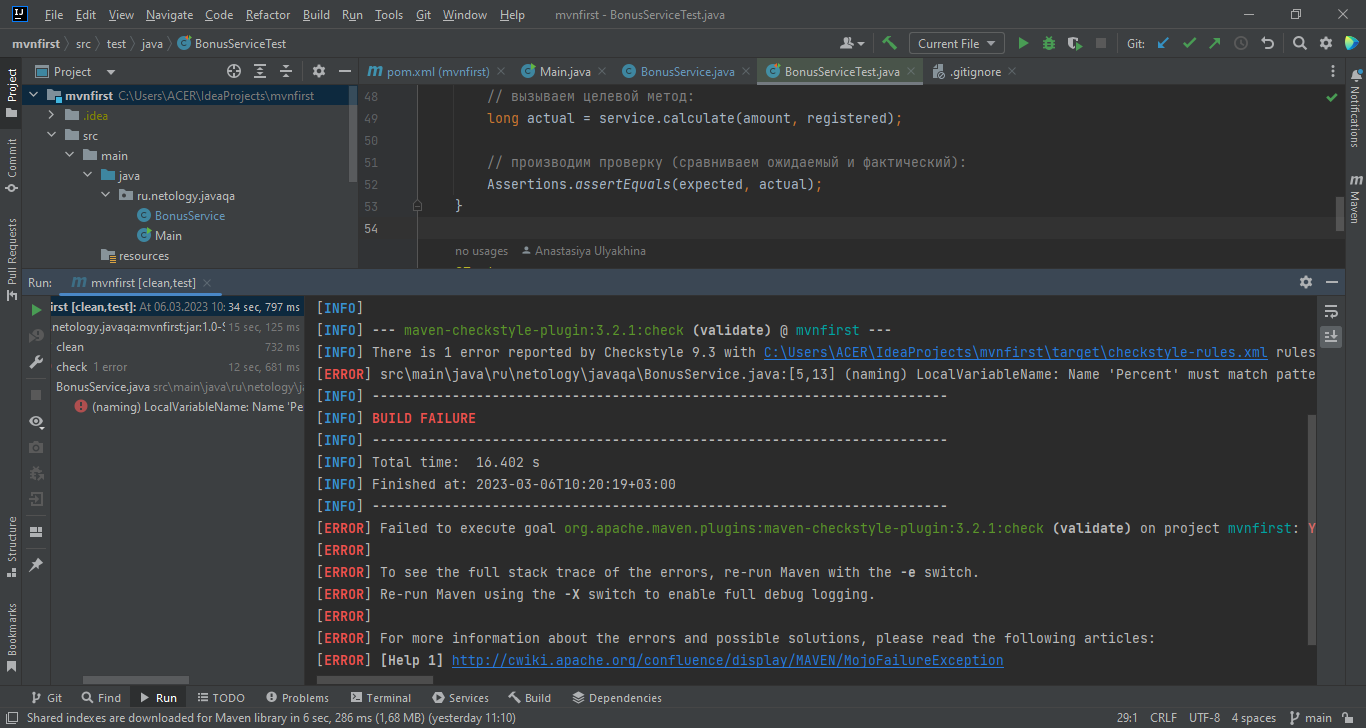 File Edit View Navigate Code Refactor Build Run Tools Git Window Help mvnfirst - BonusServiceTest.java
mvnfirst src test java BonusServiceTest Current File Git:
Project pom.xml (mvnfirst) Main.java BonusService.java BonusServiceTest.java .gitignore
Project
Commit
Pull Requests
Structure
Bookmarks
mvnfirst C:\Users\ACER\IdeaProjects\mvnfirst
.idea
src
main
java
ru.netology.javaqa
BonusService
Main
resources
48 // вызываем целевой метод:
49 long actual = service.calculate(amount, registered);
50
51 // производим проверку (сравниваем ожидаемый и фактический):
52 Assertions.assertEquals(expected, actual);
53 }
54
no usages Anastasiya Ulyakhina
Notifications
Maven
Run: mvnfirst [clean,test]
irst [clean,test]: At 06.03.2023 10: 34 sec, 797 ms
.netology.javaqa:mvnfirst:jar:1.0-S 15 sec, 125 ms
clean 732 ms
check 1 error 12 sec, 681 ms
BonusService.java src\main\java\ru\netology\j
(naming) LocalVariableName: Name 'Pe
[INFO]
[INFO] --- maven-checkstyle-plugin:3.2.1:check (validate) @ mvnfirst ---
[INFO] There is 1 error reported by Checkstyle 9.3 with C:\Users\ACER\IdeaProjects\mvnfirst\target\checkstyle-rules.xml rules
[ERROR] src\main\java\ru\netology\javaqa\BonusService.java:[5,13] (naming) LocalVariableName: Name 'Percent' must match patte
[INFO] ------------------------------------------------------------------------
[INFO] BUILD FAILURE
[INFO] ------------------------------------------------------------------------
[INFO] Total time:  16.402 s
[INFO] Finished at: 2023-03-06T10:20:19+03:00
[INFO] ------------------------------------------------------------------------
[ERROR] Failed to execute goal org.apache.maven.plugins:maven-checkstyle-plugin:3.2.1:check (validate) on project mvnfirst: Y
[ERROR]
[ERROR] To see the full stack trace of the errors, re-run Maven with the -e switch.
[ERROR] Re-run Maven using the -X switch to enable full debug logging.
[ERROR]
[ERROR] For more information about the errors and possible solutions, please read the following articles:
[ERROR] [Help 1] http://cwiki.apache.org/confluence/display/MAVEN/MojoFailureException
Git Find Run TODO Problems Terminal Services Build Dependencies
Shared indexes are downloaded for Maven library in 6 sec, 286 ms (1,68 MB) (yesterday 11:10) 29:1 CRLF UTF-8 4 spaces main